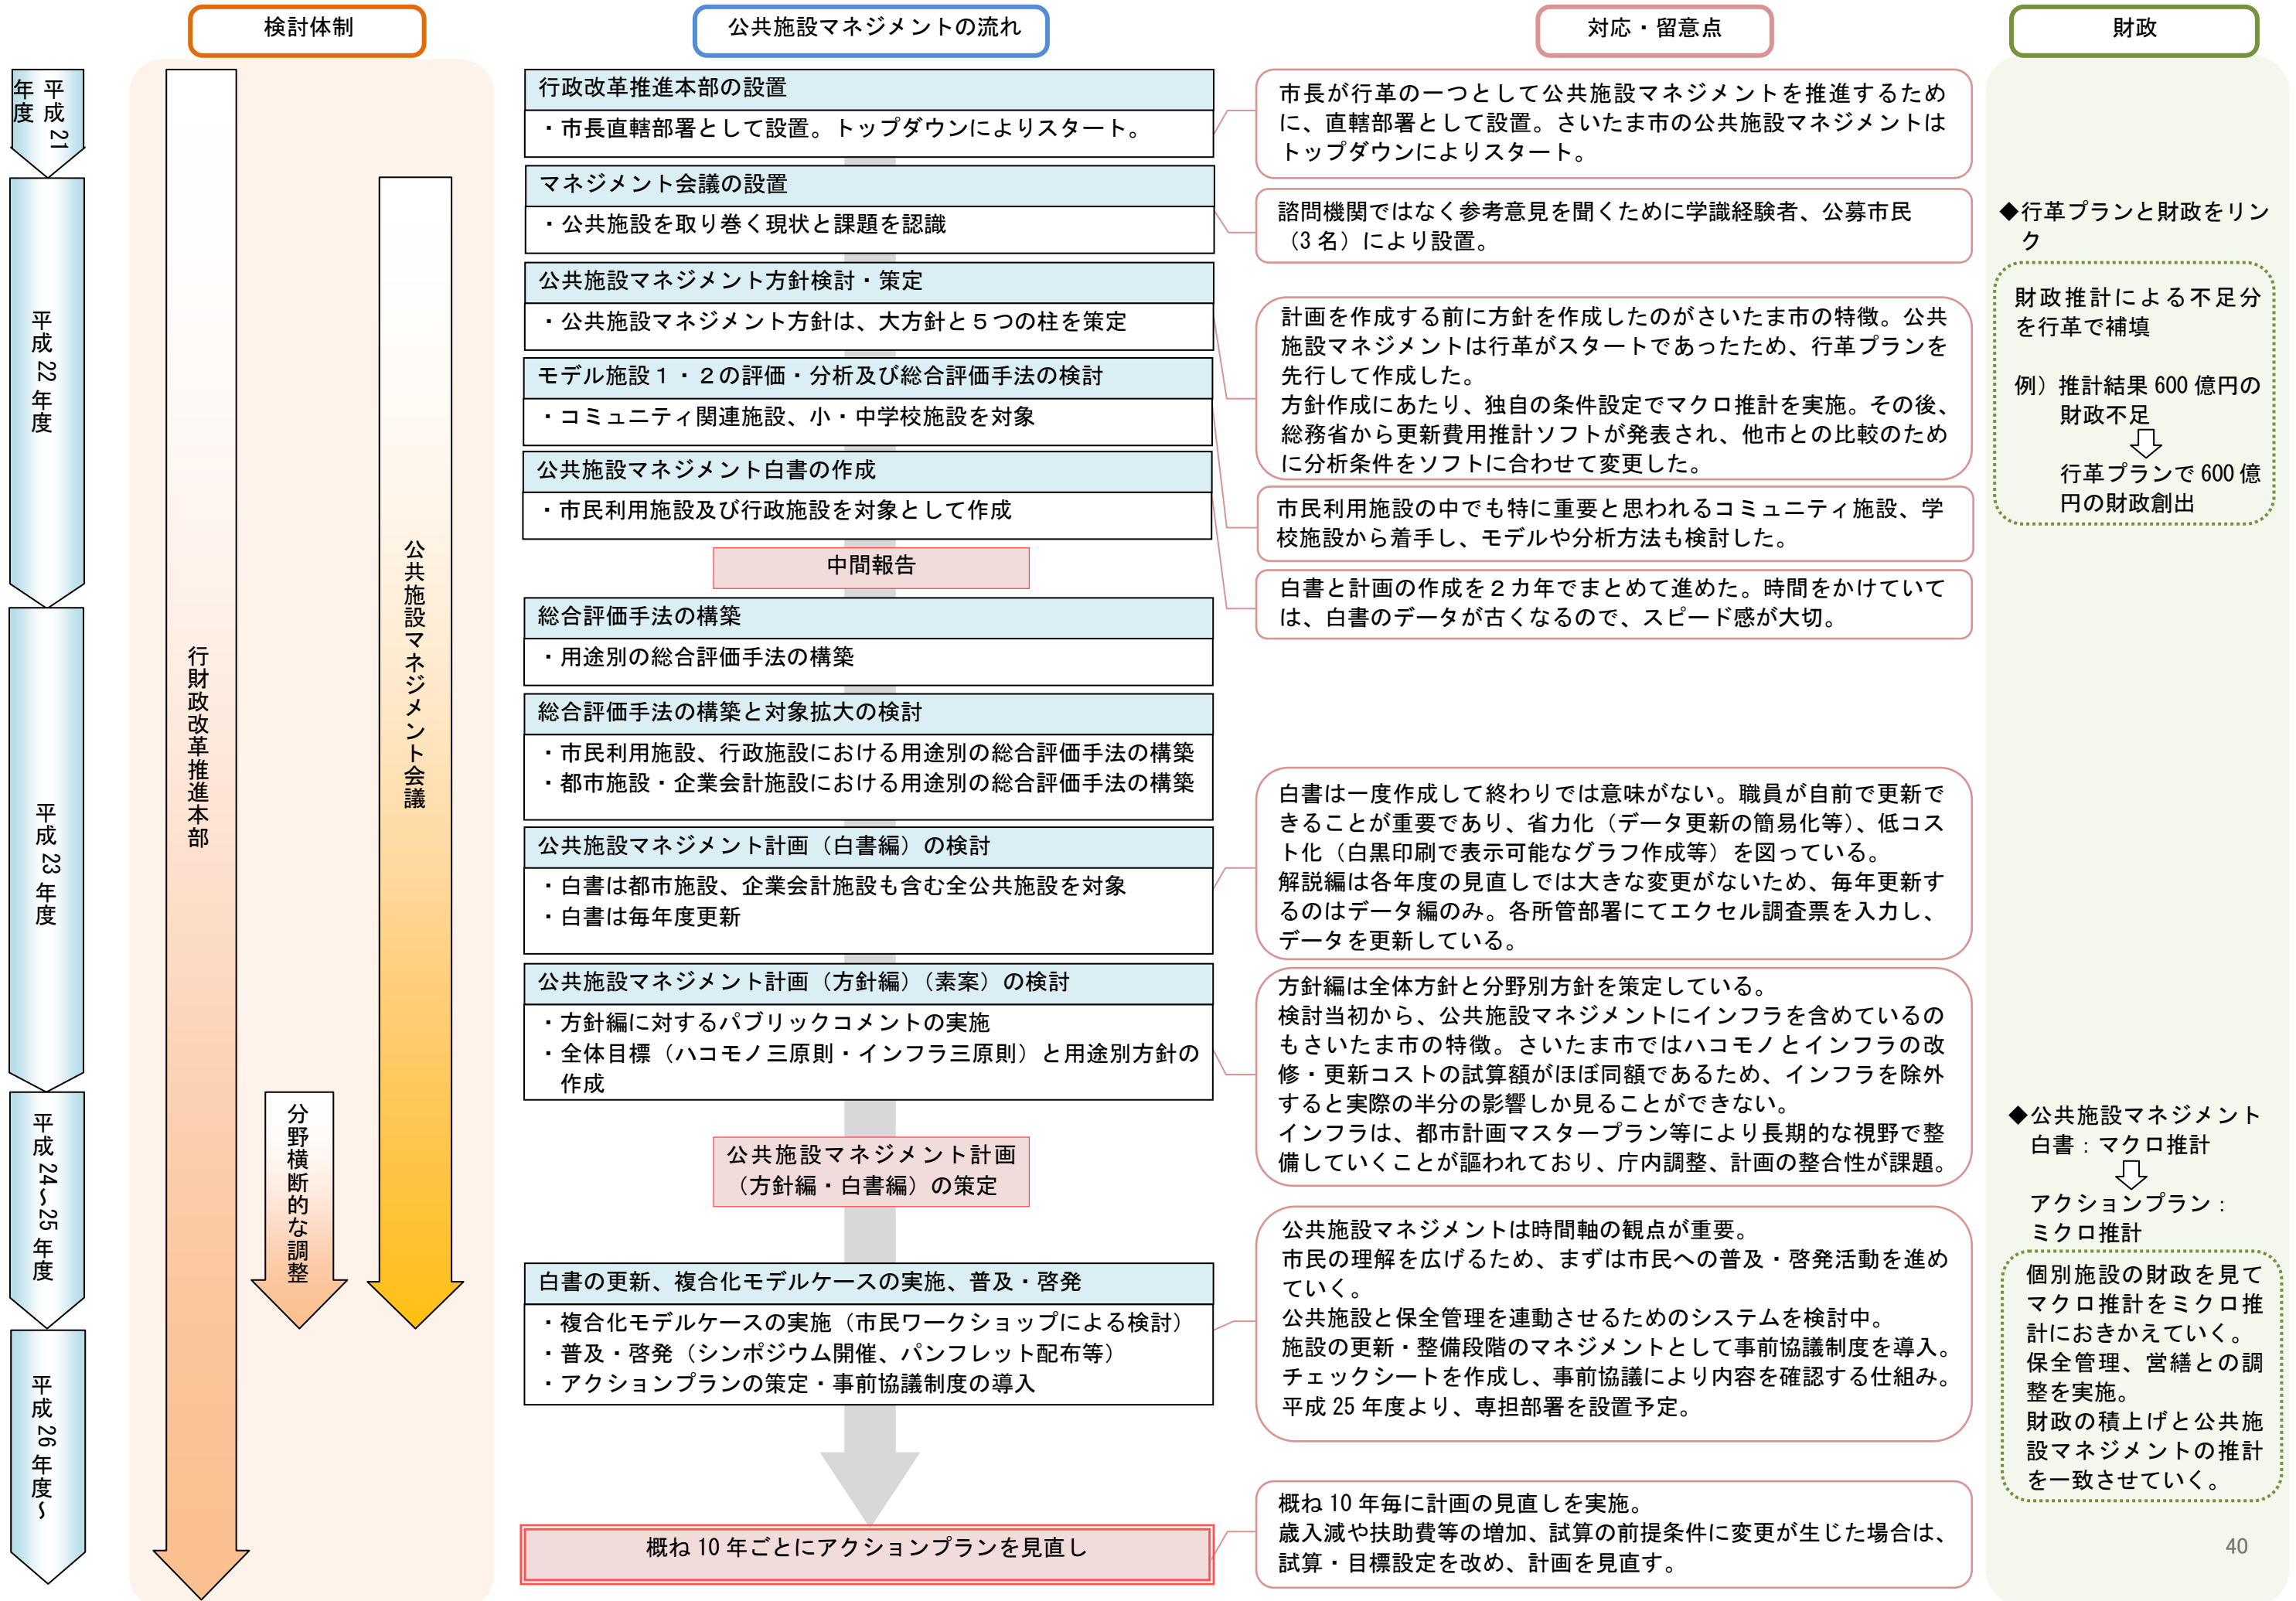 検討体制
公共施設マネジメントの流れ
対応・留意点
財政
平成 21
年度
平成 22 年度
平成 23 年度
平成 24～25 年度
平成 26 年度～
行財政改革推進本部
分野横断的な調整
公共施設マネジメント会議
行政改革推進本部の設置
・市長直轄部署として設置。トップダウンによりスタート。
マネジメント会議の設置
・公共施設を取り巻く現状と課題を認識
公共施設マネジメント方針検討・策定
・公共施設マネジメント方針は、大方針と５つの柱を策定
モデル施設１・２の評価・分析及び総合評価手法の検討
・コミュニティ関連施設、小・中学校施設を対象
公共施設マネジメント白書の作成
・市民利用施設及び行政施設を対象として作成
中間報告
総合評価手法の構築
・用途別の総合評価手法の構築
総合評価手法の構築と対象拡大の検討
・市民利用施設、行政施設における用途別の総合評価手法の構築
・都市施設・企業会計施設における用途別の総合評価手法の構築
公共施設マネジメント計画（白書編）の検討
・白書は都市施設、企業会計施設も含む全公共施設を対象
・白書は毎年度更新
公共施設マネジメント計画（方針編）（素案）の検討
・方針編に対するパブリックコメントの実施
・全体目標（ハコモノ三原則・インフラ三原則）と用途別方針の
作成
公共施設マネジメント計画
（方針編・白書編）の策定
白書の更新、複合化モデルケースの実施、普及・啓発
・複合化モデルケースの実施（市民ワークショップによる検討）
・普及・啓発（シンポジウム開催、パンフレット配布等）
・アクションプランの策定・事前協議制度の導入
概ね 10 年ごとにアクションプランを見直し
市長が行革の一つとして公共施設マネジメントを推進するため
に、直轄部署として設置。さいたま市の公共施設マネジメントは
トップダウンによりスタート。
諮問機関ではなく参考意見を聞くために学識経験者、公募市民
（3 名）により設置。
計画を作成する前に方針を作成したのがさいたま市の特徴。公共
施設マネジメントは行革がスタートであったため、行革プランを
先行して作成した。
方針作成にあたり、独自の条件設定でマクロ推計を実施。その後、
総務省から更新費用推計ソフトが発表され、他市との比較のため
に分析条件をソフトに合わせて変更した。
市民利用施設の中でも特に重要と思われるコミュニティ施設、学
校施設から着手し、モデルや分析方法も検討した。
白書と計画の作成を２カ年でまとめて進めた。時間をかけていて
は、白書のデータが古くなるので、スピード感が大切。
白書は一度作成して終わりでは意味がない。職員が自前で更新で
きることが重要であり、省力化（データ更新の簡易化等）、低コス
ト化（白黒印刷で表示可能なグラフ作成等）を図っている。
解説編は各年度の見直しでは大きな変更がないため、毎年更新す
るのはデータ編のみ。各所管部署にてエクセル調査票を入力し、
データを更新している。
方針編は全体方針と分野別方針を策定している。
検討当初から、公共施設マネジメントにインフラを含めているの
もさいたま市の特徴。さいたま市ではハコモノとインフラの改
修・更新コストの試算額がほぼ同額であるため、インフラを除外
すると実際の半分の影響しか見ることができない。
インフラは、都市計画マスタープラン等により長期的な視野で整
備していくことが謳われており、庁内調整、計画の整合性が課題。
公共施設マネジメントは時間軸の観点が重要。
市民の理解を広げるため、まずは市民への普及・啓発活動を進め
ていく。
公共施設と保全管理を連動させるためのシステムを検討中。
施設の更新・整備段階のマネジメントとして事前協議制度を導入。
チェックシートを作成し、事前協議により内容を確認する仕組み。
平成 25 年度より、専担部署を設置予定。
概ね 10 年毎に計画の見直しを実施。
歳入減や扶助費等の増加、試算の前提条件に変更が生じた場合は、
試算・目標設定を改め、計画を見直す。
◆行革プランと財政をリン
ク
財政推計による不足分
を行革で補填
例）推計結果 600 億円の
財政不足
行革プランで 600 億
円の財政創出
◆公共施設マネジメント
白書：マクロ推計
アクションプラン：
ミクロ推計
個別施設の財政を見て
マクロ推計をミクロ推
計におきかえていく。
保全管理、営繕との調
整を実施。
財政の積上げと公共施
設マネジメントの推計
を一致させていく。
40